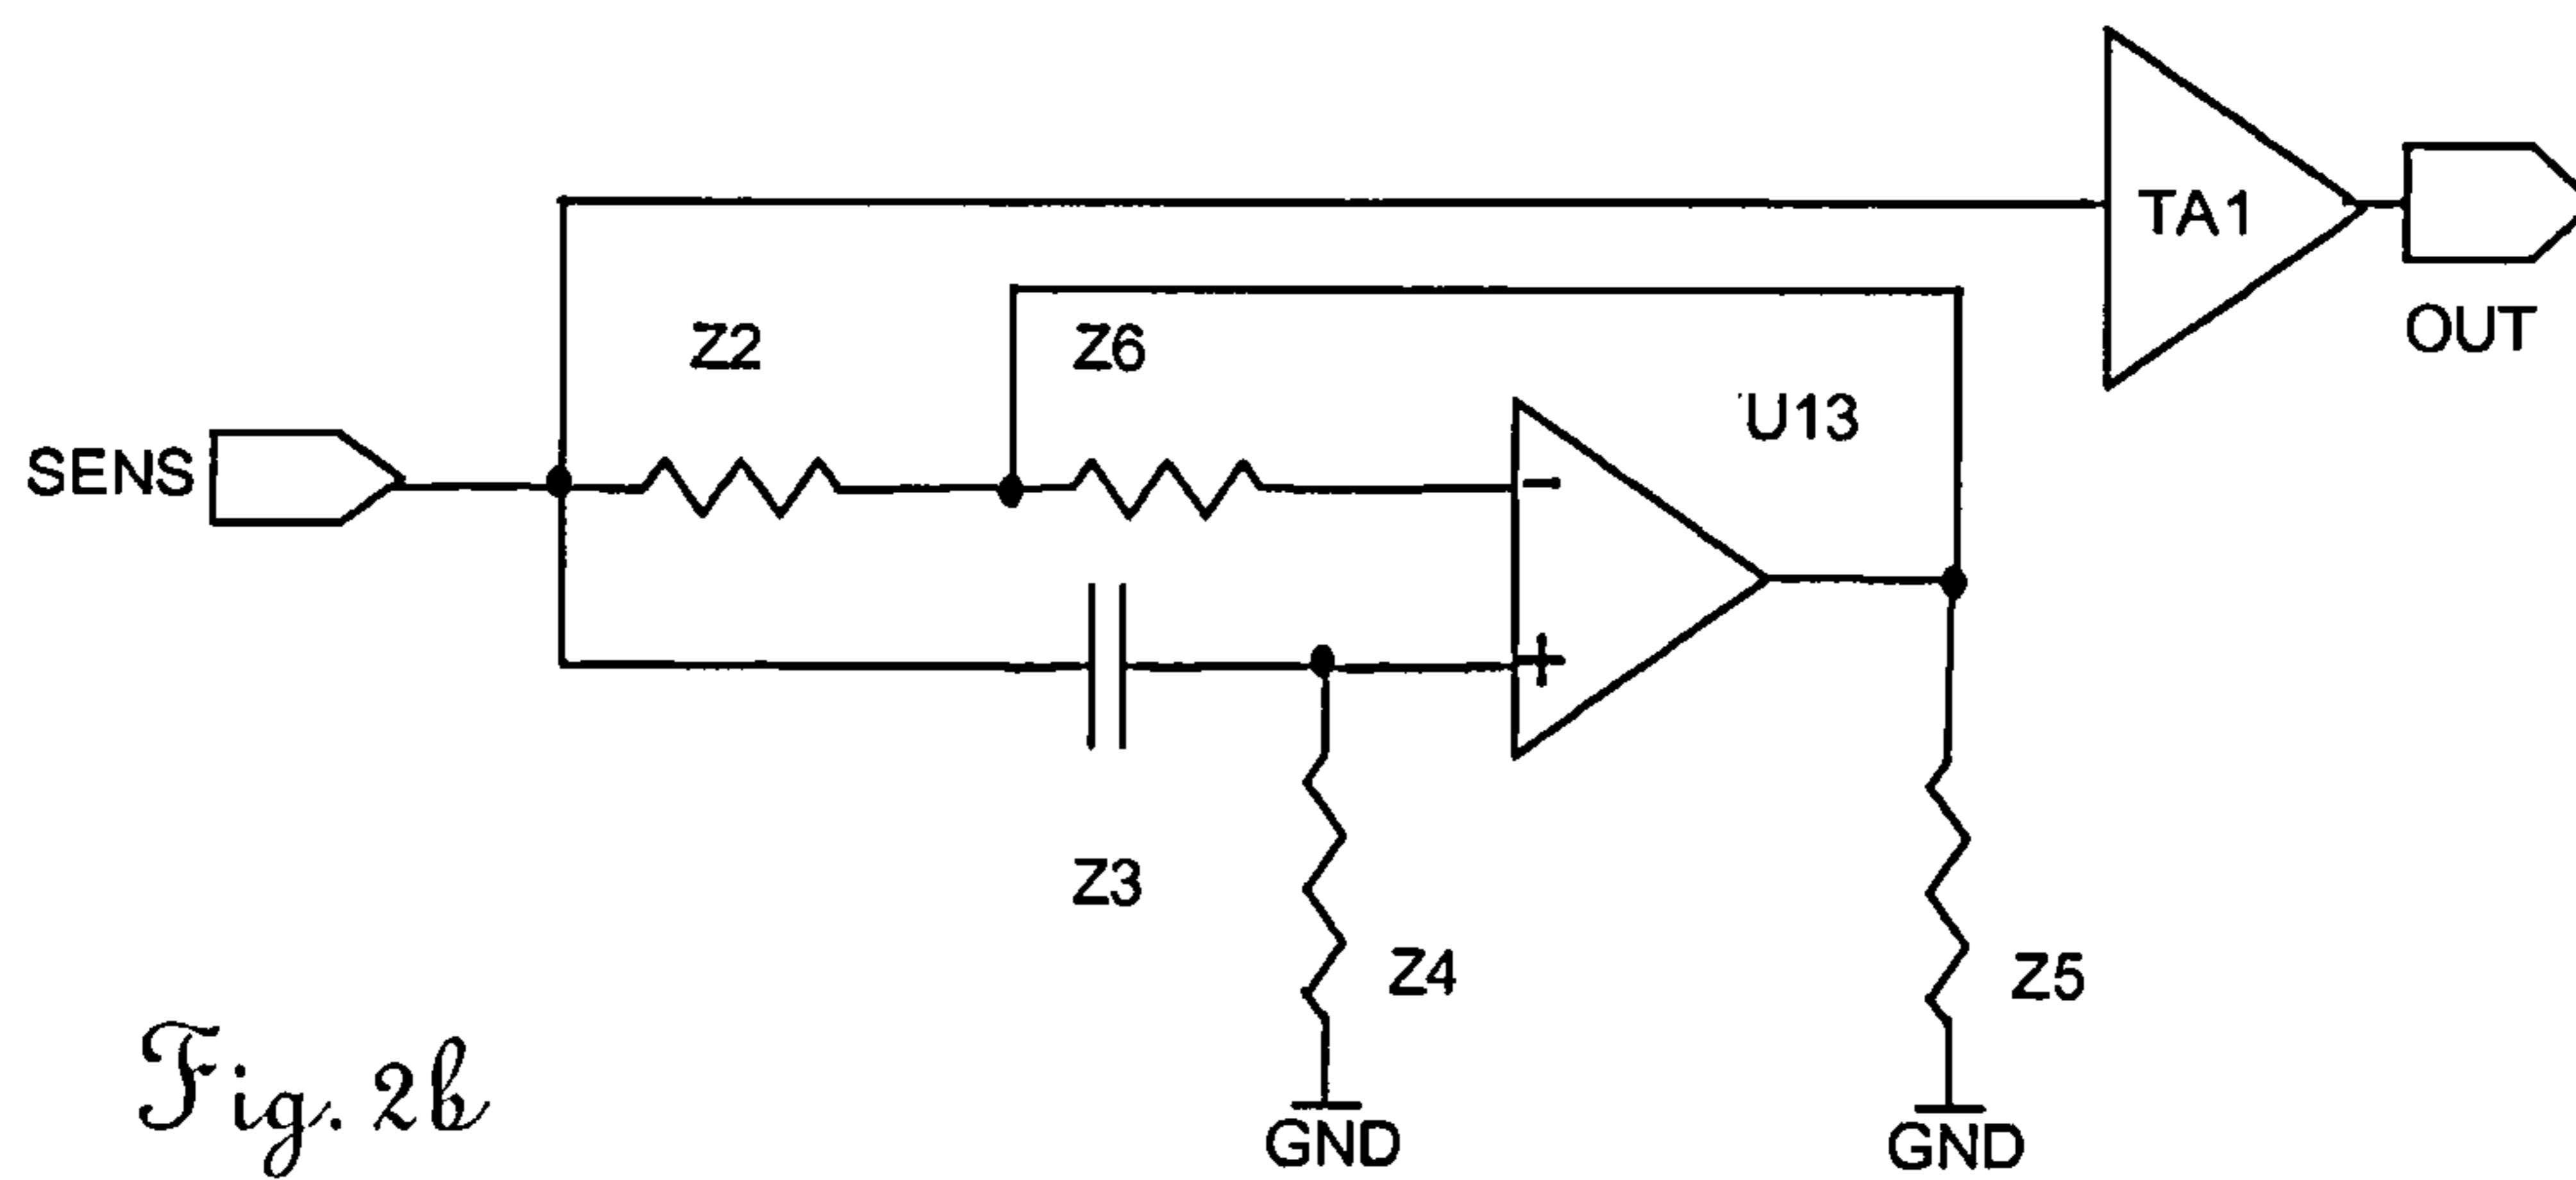 TA1
OUT
Z2
Z6
U13
SENS
-
+
Z3
Z4
Z5
GND
GND
Fig. 2b